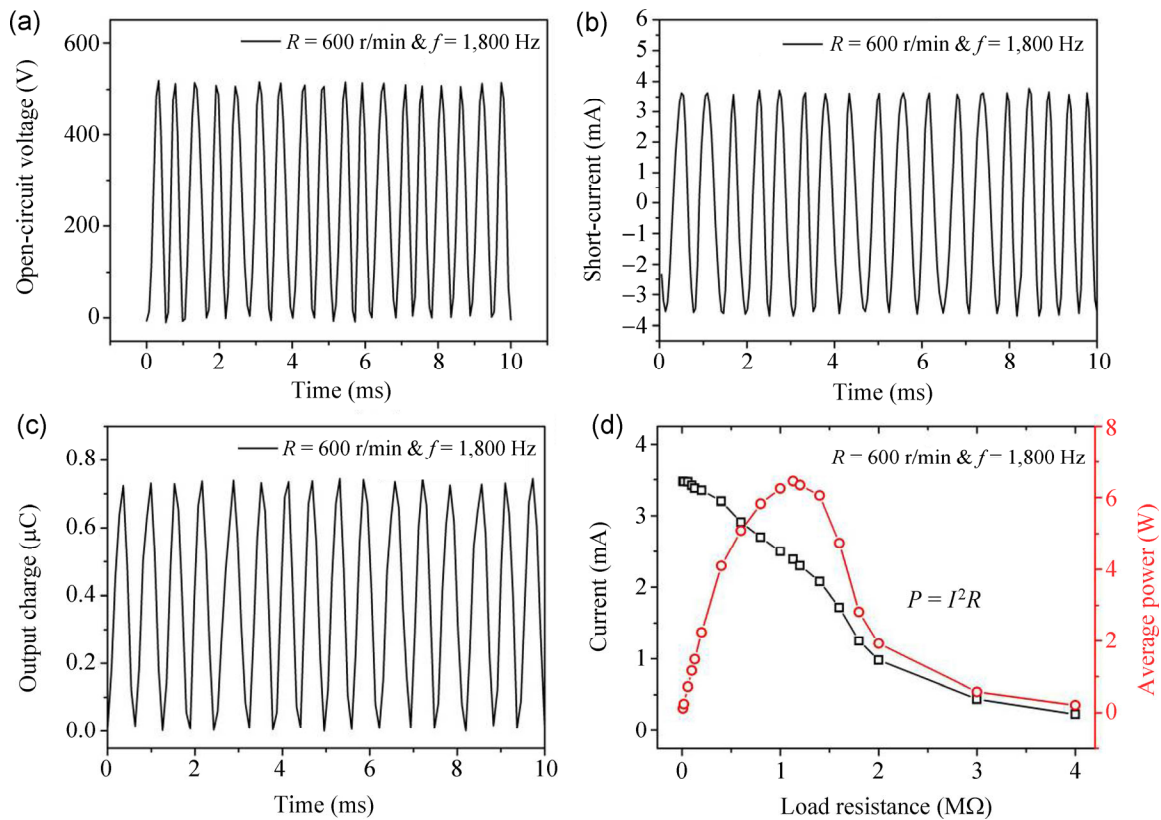 (a)
R = 600 r/min & f = 1,800 Hz
600
400
200
0
Open-circuit voltage (V)
0 2 4 6 8 10
Time (ms)
(b)
R = 600 r/min & f = 1,800 Hz
6
5
4
3
2
1
0
−1
−2
−3
−4
Short-current (mA)
0 2 4 6 8 10
Time (ms)
(c)
R = 600 r/min & f = 1,800 Hz
0.8
0.6
0.4
0.2
0.0
Output charge (μC)
0 2 4 6 8 10
Time (ms)
(d)
R = 600 r/min & f = 1,800 Hz
P = I²R
4
3
2
1
0
Current (mA)
8
6
4
2
0
Average power (W)
0 1 2 3 4
Load resistance (MΩ)